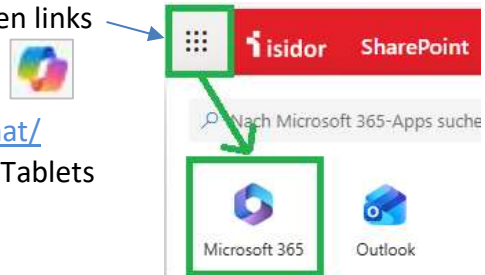 en links
isidor SharePoint
Nach Microsoft 365-Apps suche
at/
Tablets
Microsoft 365 Outlook